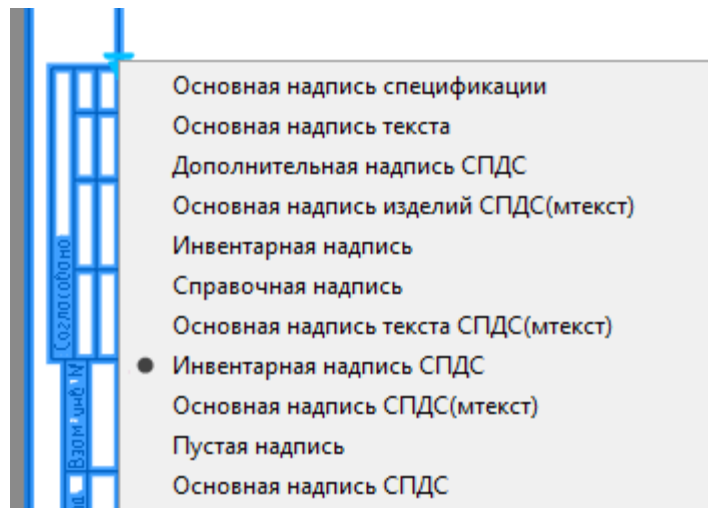 Основная надпись спецификации
Основная надпись текста
Дополнительная надпись СПДС
Основная надпись изделий СПДС(мтекст)
Инвентарная надпись
Справочная надпись
Основная надпись текста СПДС(мтекст)
Инвентарная надпись СПДС
Основная надпись СПДС(мтекст)
Пустая надпись
Основная надпись СПДС
Согласовано
Взам. инв. N